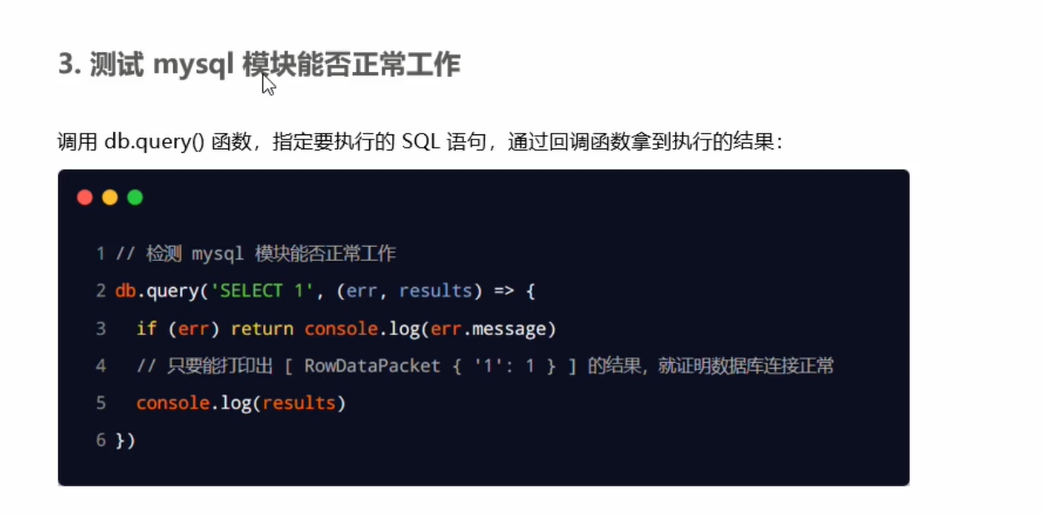 3. 测试 mysql 模块能否正常工作
调用 db.query() 函数，指定要执行的 SQL 语句，通过回调函数拿到执行的结果：
1 // 检测 mysql 模块能否正常工作
2 db.query('SELECT 1', (err, results) => {
3   if (err) return console.log(err.message)
4   // 只要能打印出 [ RowDataPacket { '1': 1 } ] 的结果，就证明数据库连接正常
5   console.log(results)
6 })